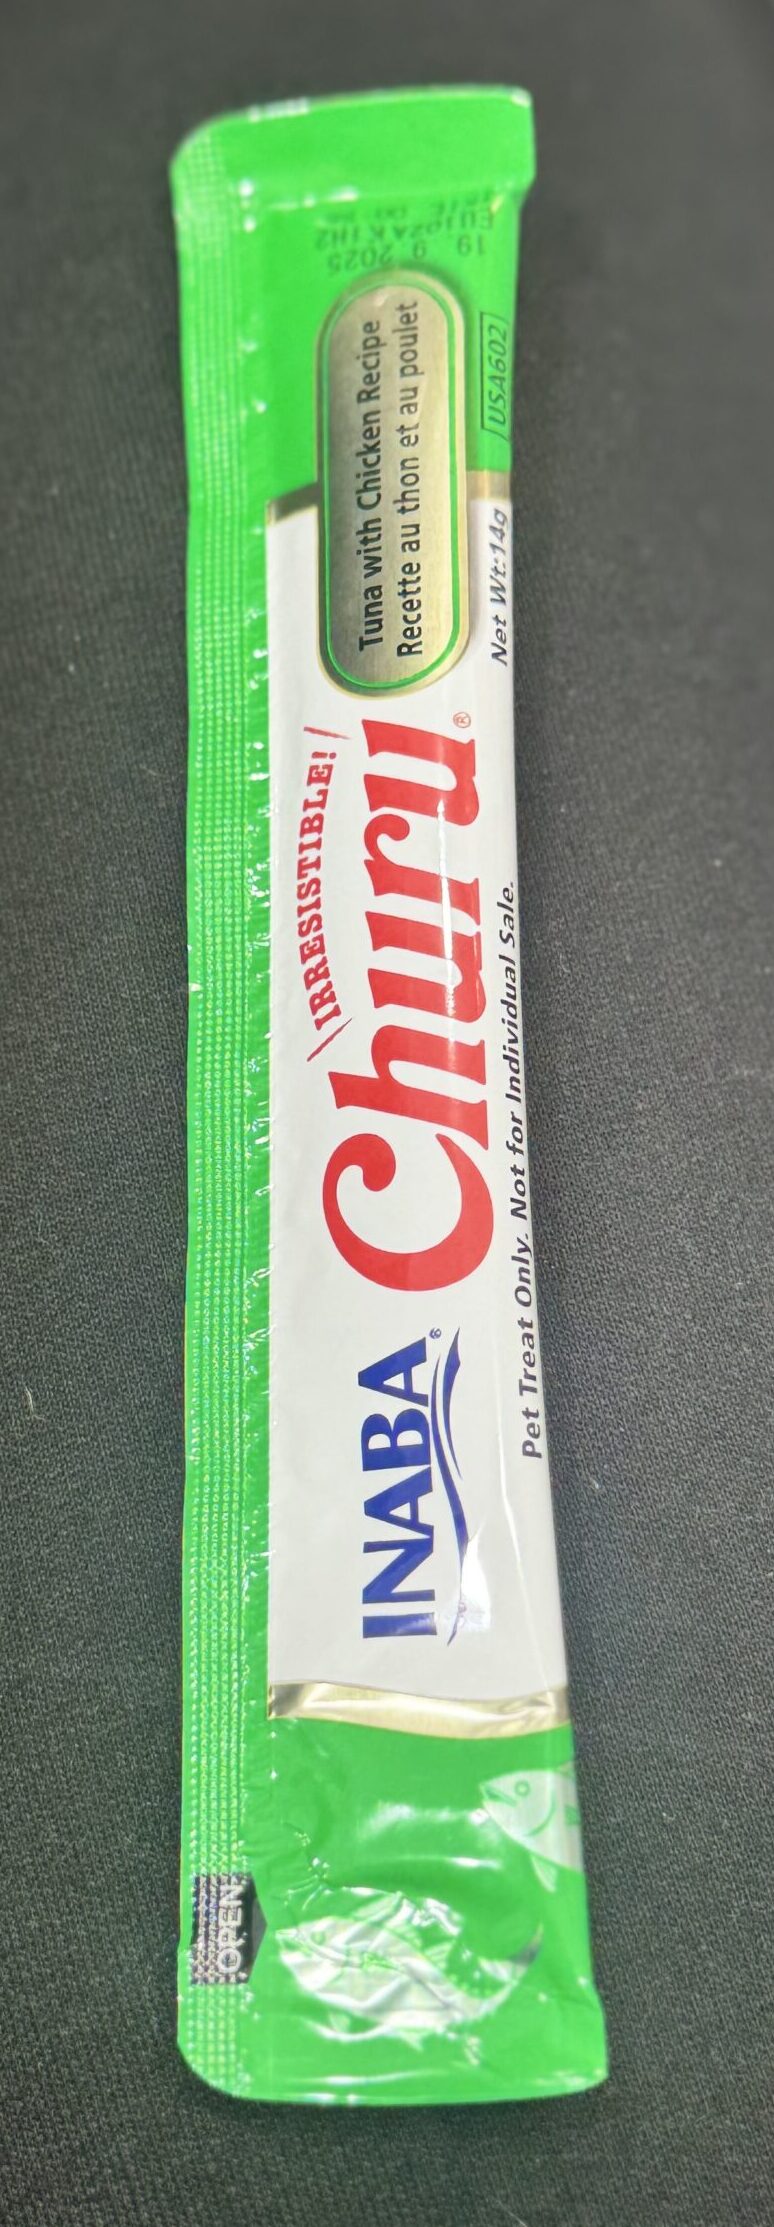 IRRESISTIBLE!
INABA® Churu®
Tuna with Chicken Recipe
Recette au thon et au poulet
Pet Treat Only. Not for Individual Sale.
Net Wt:14g
USA602
19 9 2025
OPEN